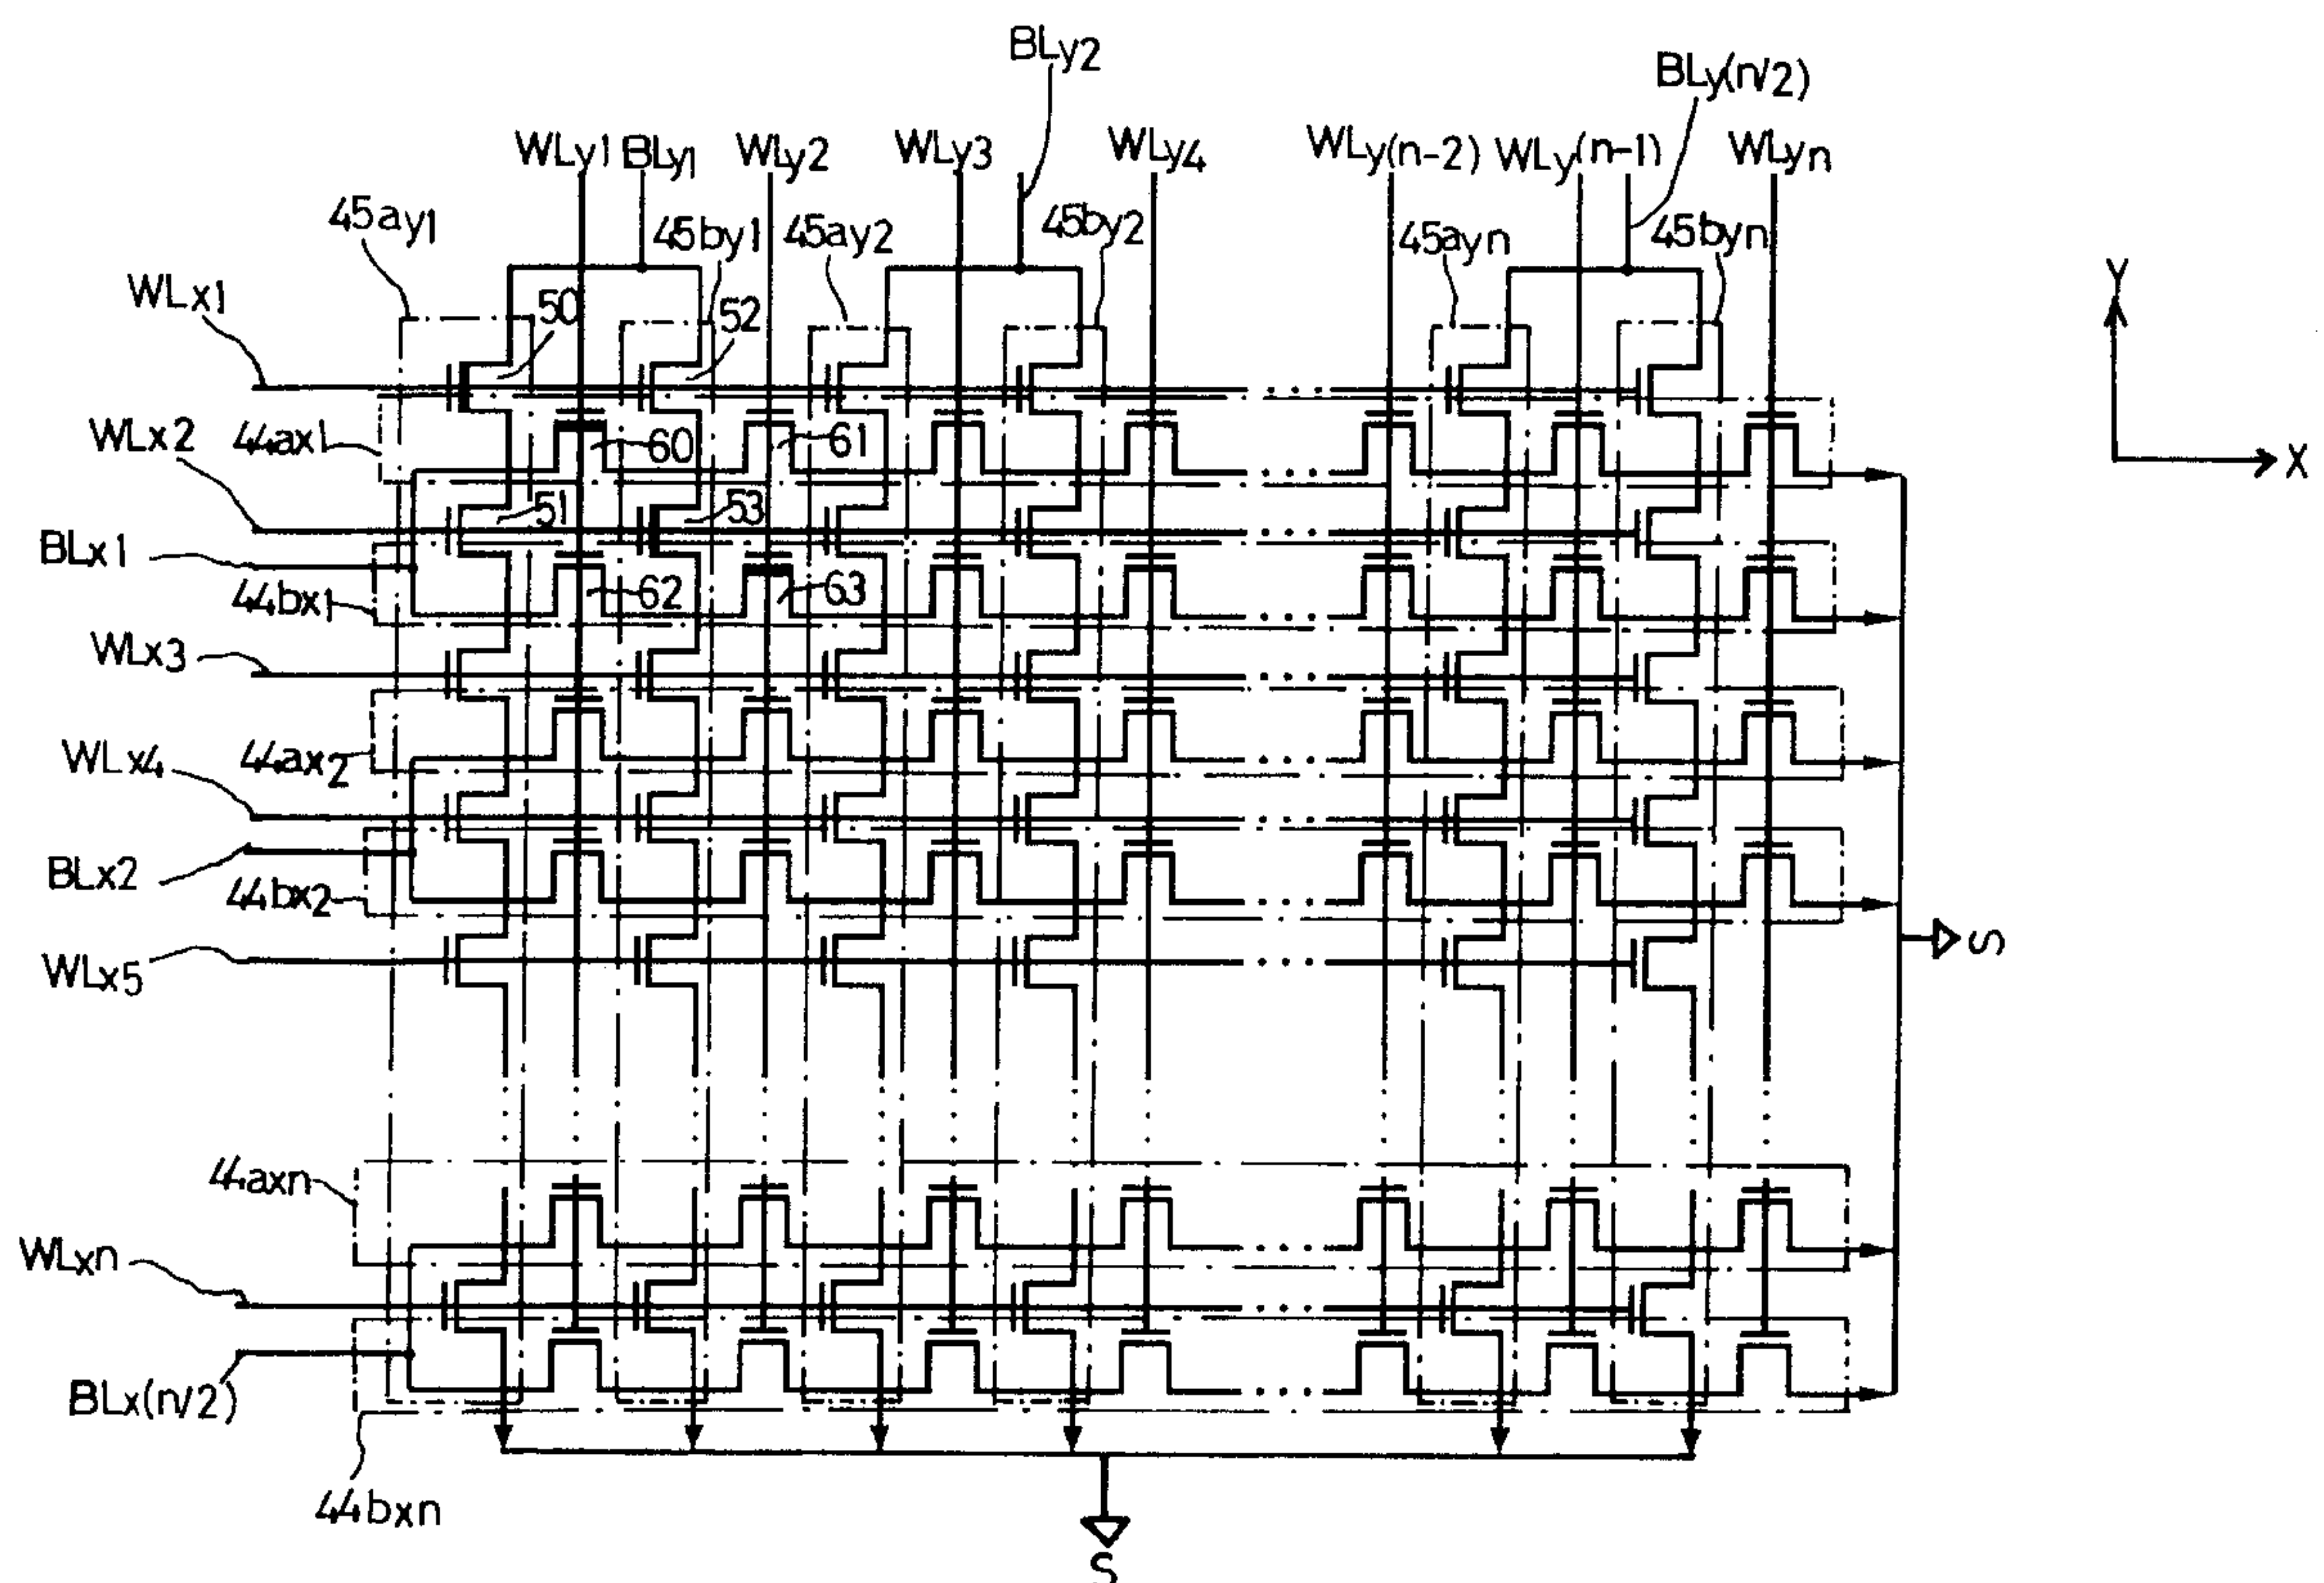 BLy2
BLy(n/2)
WLy1 BLy1 WLy2 WLy3 WLy4 WLy(n-2) WLy(n-1) WLyn
45ay1 45by1 45ay2 45by2 45ayn 45byn
WLx1 50 52
Y
WLx2 44ax1 60 61
X
51 53
BLx1
44bx1 62 63
WLx3
WLx4 44ax2
BLx2 44bx2
S
WLx5
44axn
WLxn
BLx(n/2)
44bxn
S